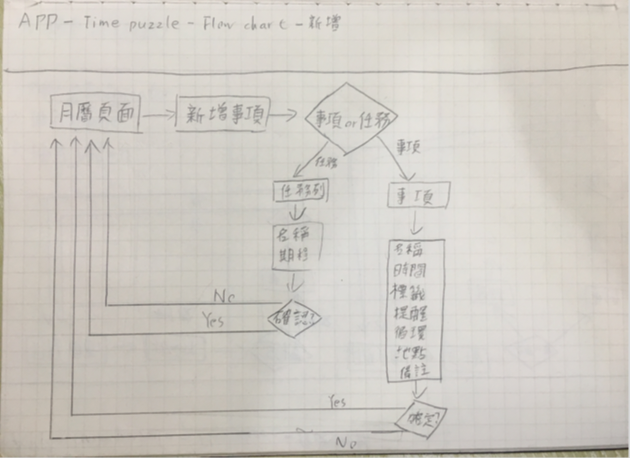 APP - Time puzzle - Flow chart - 新增
月曆頁面
新增事項
事項 or 任務
任務
事項
任務列
事項
名稱
期程
名稱
時間
標籤
提醒
循環
地點
備註
No
Yes
確認?
Yes
確認?
No